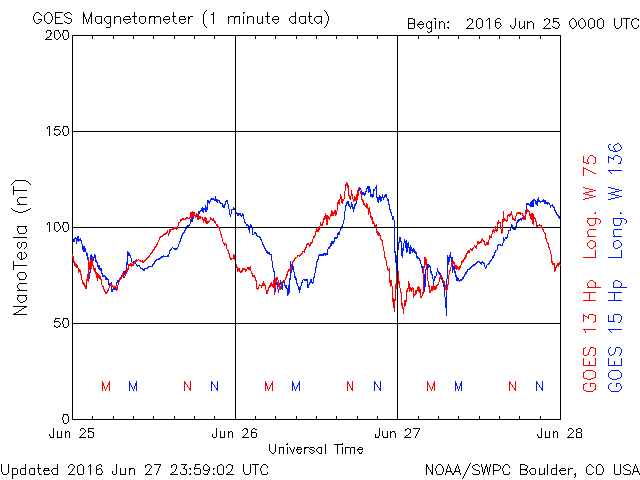 GOES Magnetometer (1 minute data)
Begin: 2016 Jun 25 0000 UTC
200
150
100
50
0
NanoTesla (nT)
M M N N M M N N M M N N
Jun 25 Jun 26 Jun 27 Jun 28
Universal Time
GOES 13 Hp Long. W 75
GOES 15 Hp Long. W 136
Updated 2016 Jun 27 23:59:02 UTC
NOAA/SWPC Boulder, CO USA